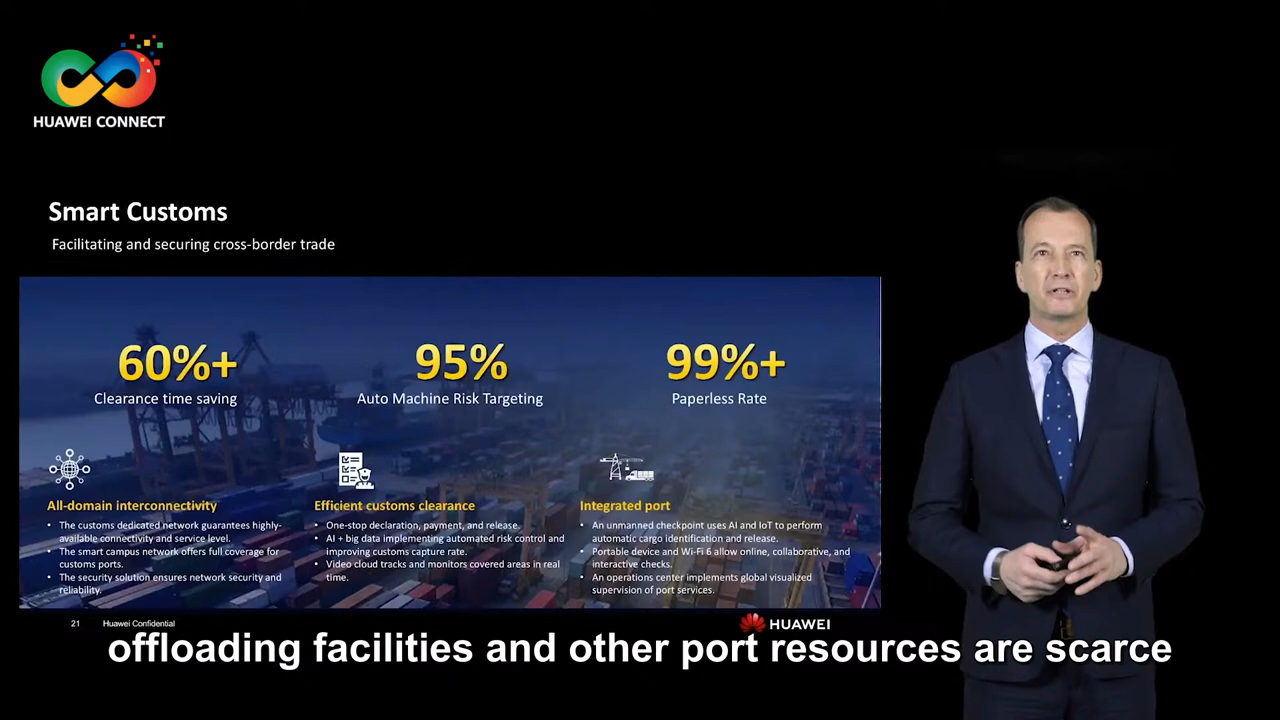 HUAWEI CONNECT
Smart Customs
Facilitating and securing cross-border trade
60%+
Clearance time saving
95%
Auto Machine Risk Targeting
99%+
Paperless Rate
All-domain interconnectivity
• The customs dedicated network guarantees highly-
available connectivity and service level.
• The smart campus network offers full coverage for
customs ports.
• The security solution ensures network security and
reliability.
Efficient customs clearance
• One-stop declaration, payment, and release.
• AI + big data implementing automated risk control and
improving customs capture rate.
• Video cloud tracks and monitors covered areas in real
time.
Integrated port
• An unmanned checkpoint uses AI and IoT to perform
automatic cargo identification and release.
• Portable device and Wi-Fi 6 allow online, collaborative, and
interactive checks.
• An operations center implements global visualized
supervision of port services.
21 Huawei Confidential
HUAWEI
offloading facilities and other port resources are scarce